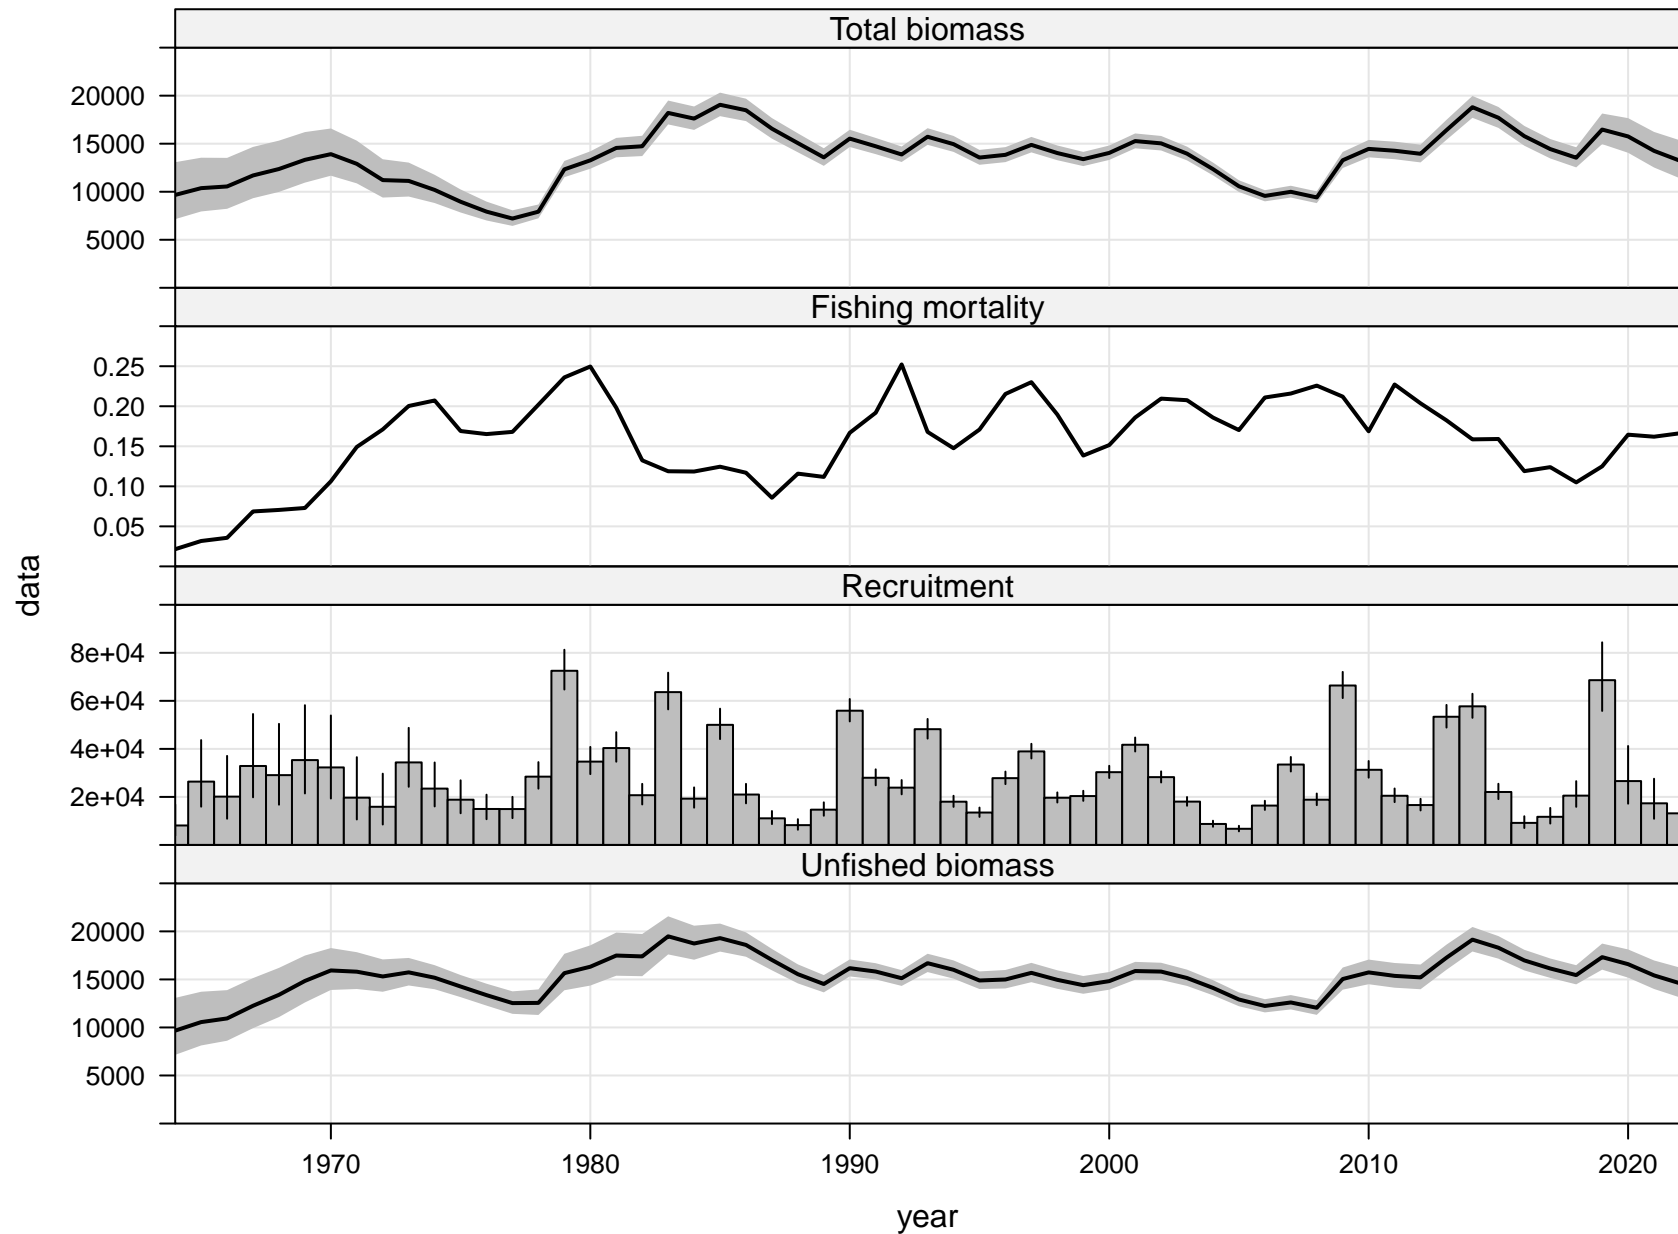 Total biomass
20000
15000
10000
5000
Fishing mortality
0.25
0.20
0.15
0.10
0.05
Recruitment
8e+04
6e+04
4e+04
2e+04
Unfished biomass
20000
15000
10000
5000
data
1970 1980 1990 2000 2010 2020
year